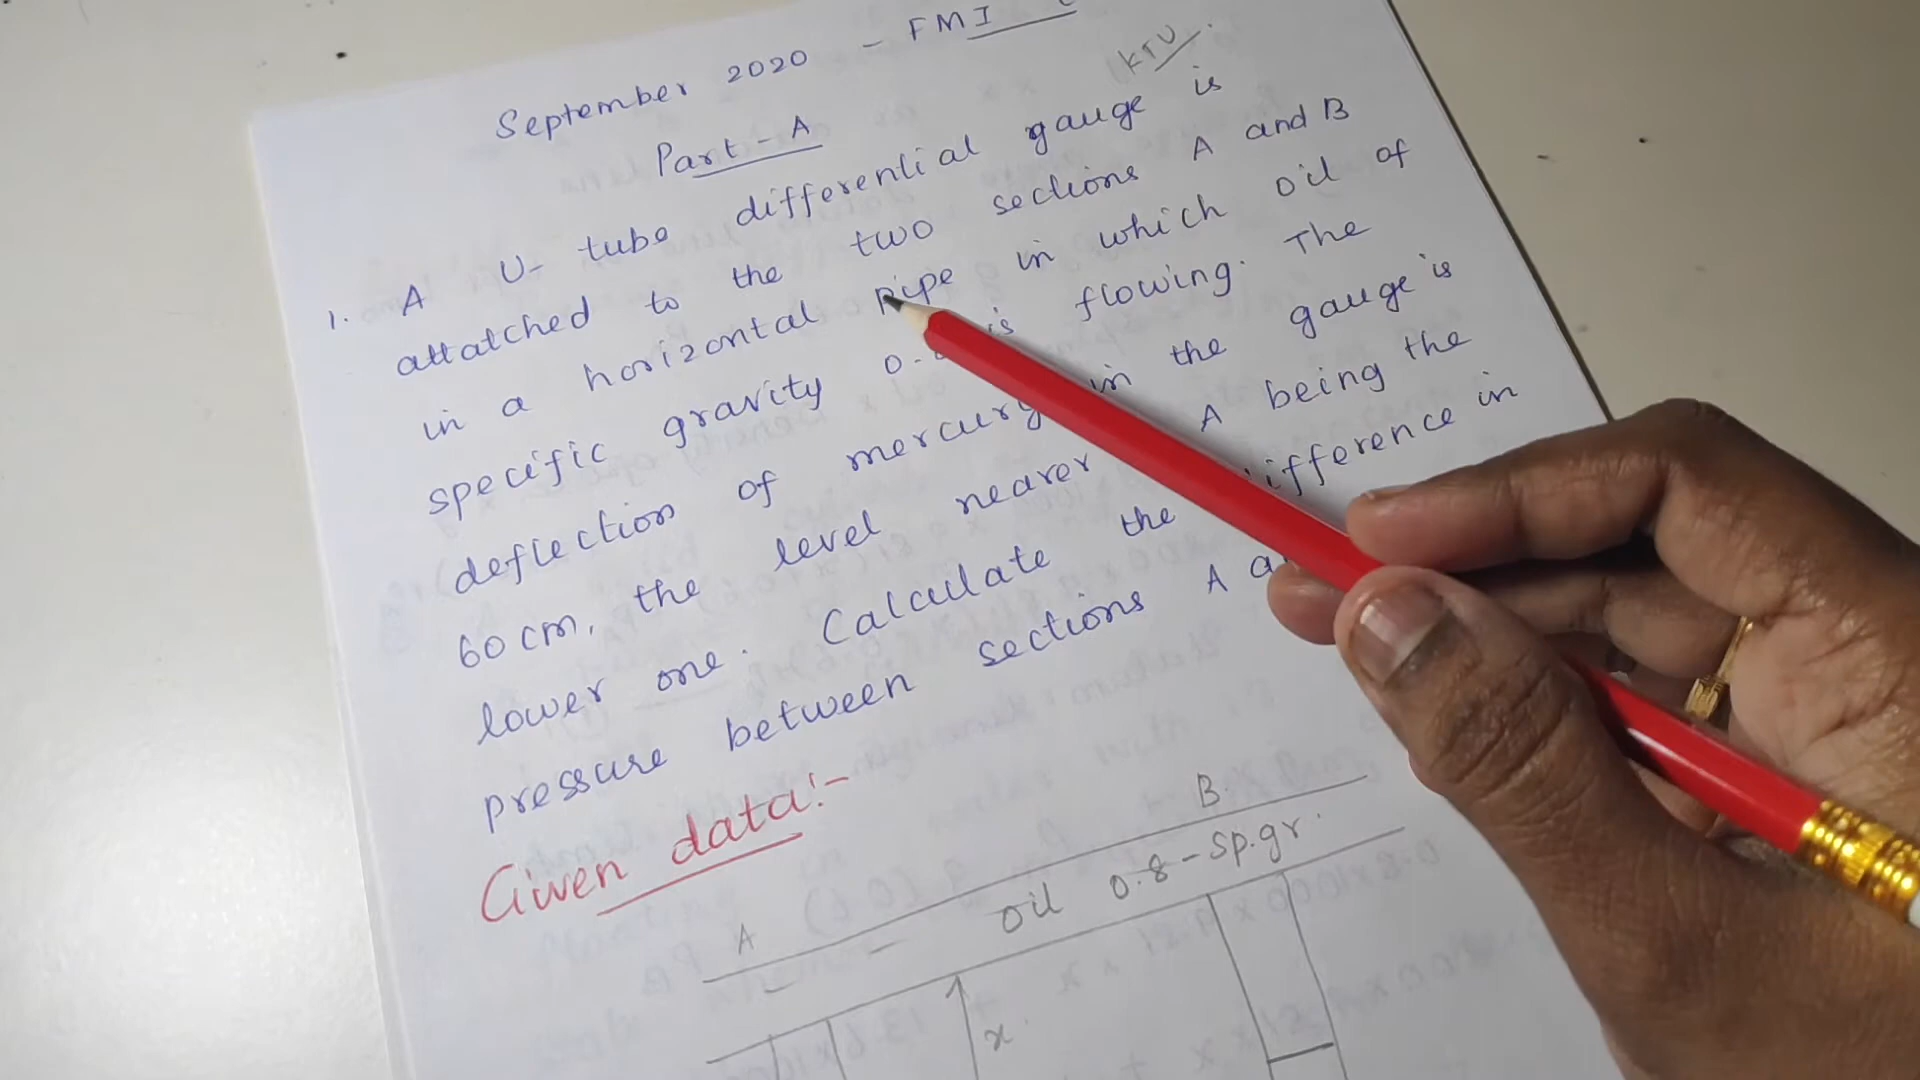 September 2020 - FMI
KTU
Part - A
1. A U- tube differential gauge is
attatched to the two sections A and B
in a horizontal pipe in which oil of
specific gravity is flowing. The
deflection of mercury in the gauge is
60 cm, the level nearer A being the
lower one. Calculate the difference in
pressure between sections A
Given data:-
A B
oil 0.8 - Sp.gr.
x